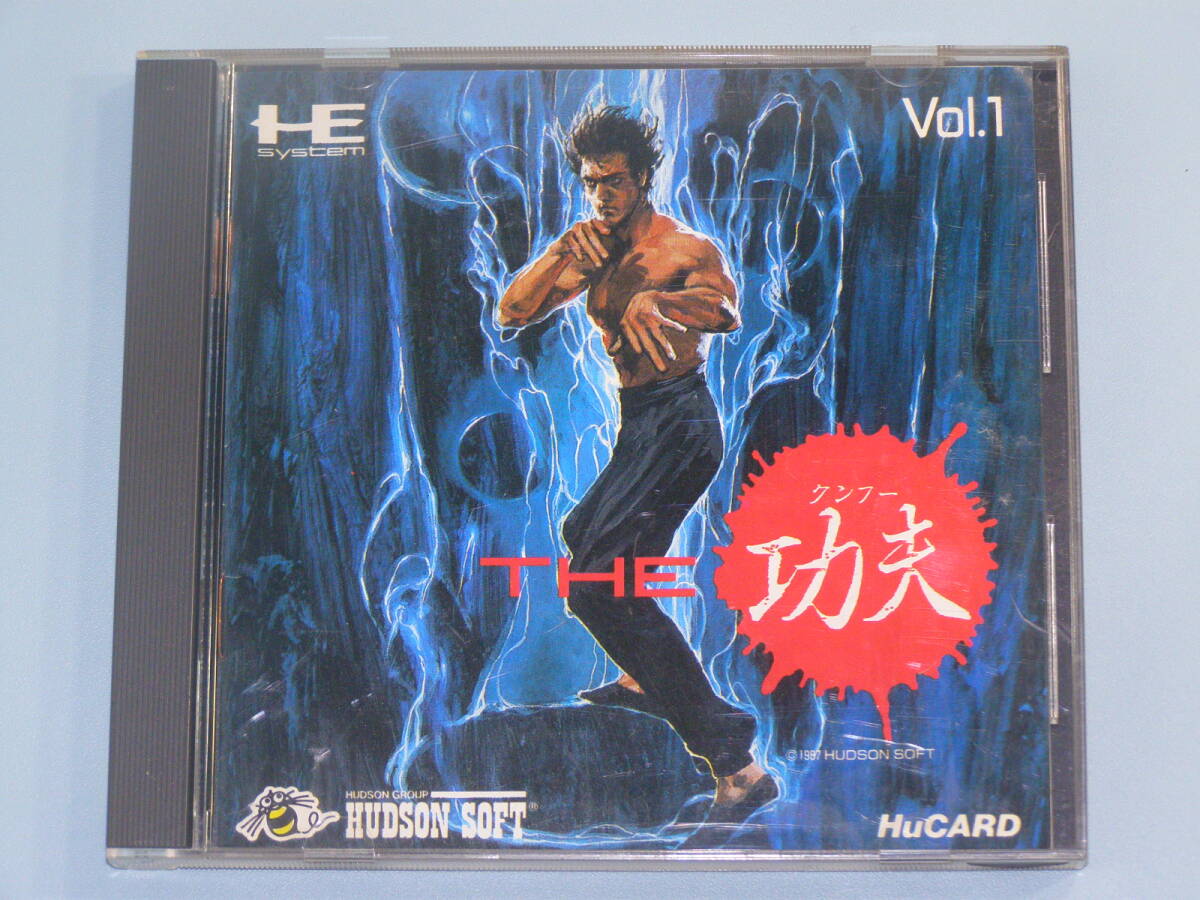 HE
system
Vol.1
クンフー
THE 功夫
© 1987 HUDSON SOFT
HUDSON GROUP
HUDSON SOFT®
HuCARD